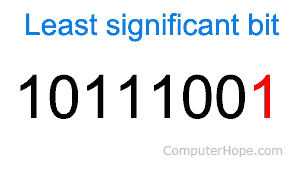 Least significant bit
10111001
ComputerHope.com